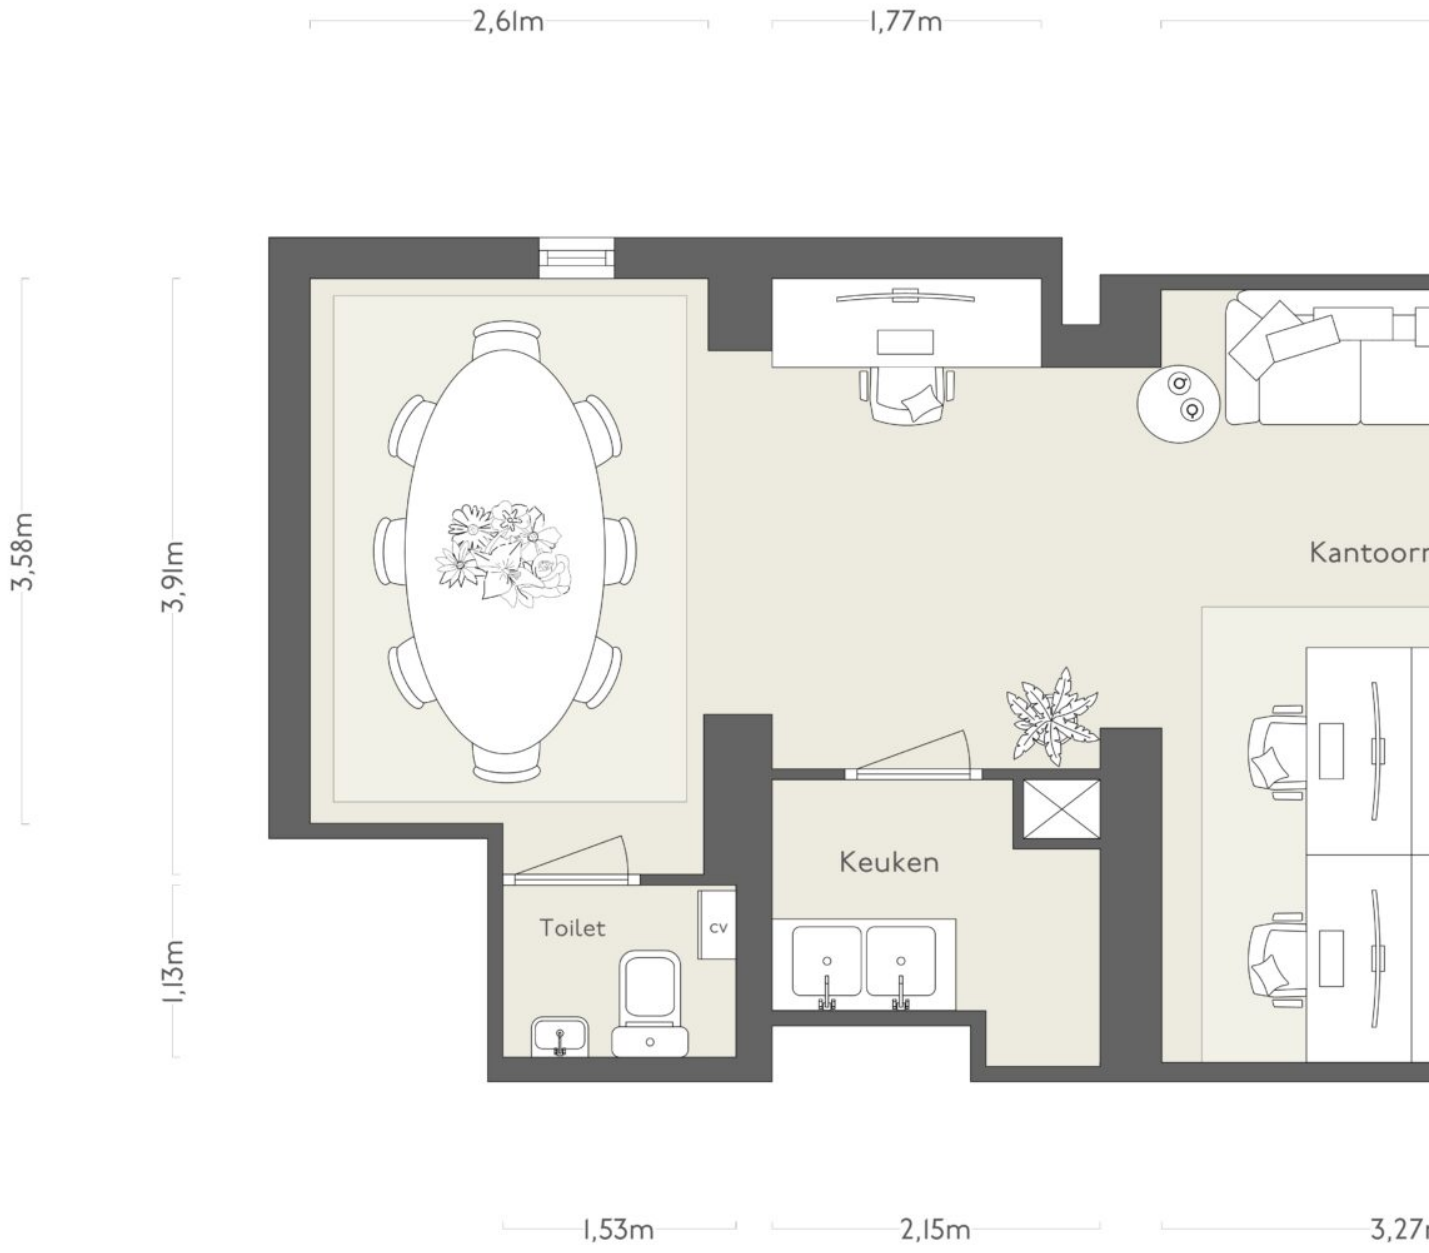 2,61m
1,77m
3,58m
3,91m
Kantoorr
Keuken
Toilet
CV
1,13m
1,53m
2,15m
3,27